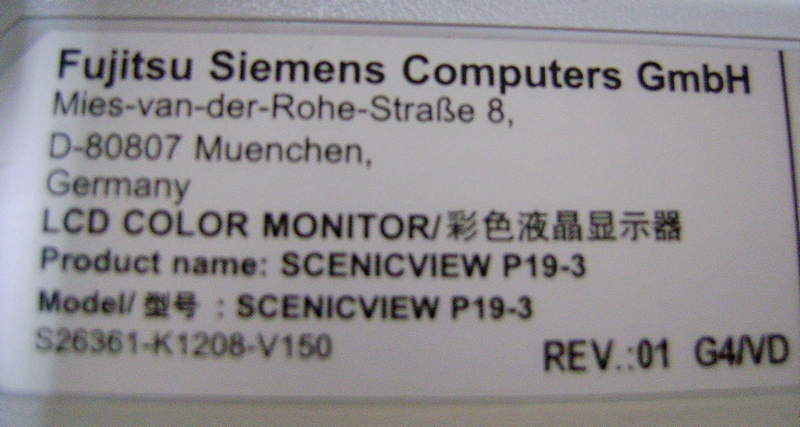 Fujitsu Siemens Computers GmbH
Mies-van-der-Rohe-Straße 8,
D-80807 Muenchen,
Germany
LCD COLOR MONITOR/彩色液晶显示器
Product name: SCENICVIEW P19-3
Model/ 型号 : SCENICVIEW P19-3
S26361-K1208-V150
REV.:01 G4/VD